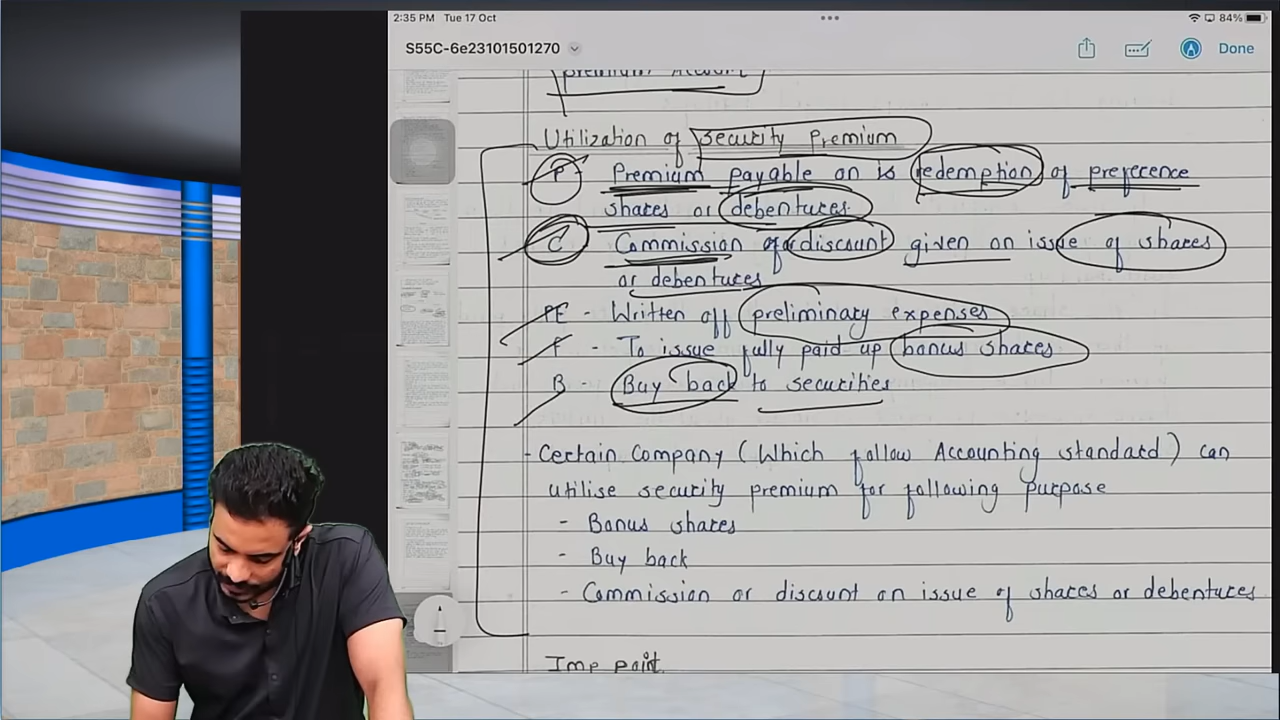 2:35 PM Tue 17 Oct
84%
S55C-6e23101501270
Done
premium Account
Utilization of security Premium
P Premium payable on is redemption of preference
shares or debentures
C Commission of discount given on issue of shares
or debentures
PE - Written off preliminary expenses
F - To issue fully paid up bonus shares
B - Buy back to securities
- Certain Company (Which follow Accounting standard) can
utilise security premium for following purpose
- Bonus shares
- Buy back
- Commission or discount on issue of shares or debentures
Imp point